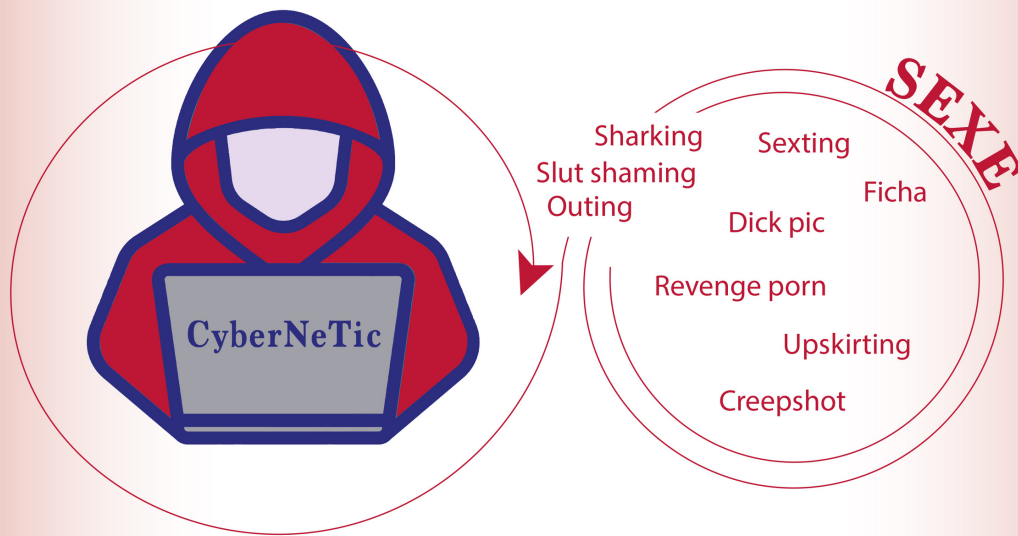 SEXE
Sharking
Sexting
Slut shaming
Ficha
Outing
Dick pic
Revenge porn
CyberNeTic
Upskirting
Creepshot